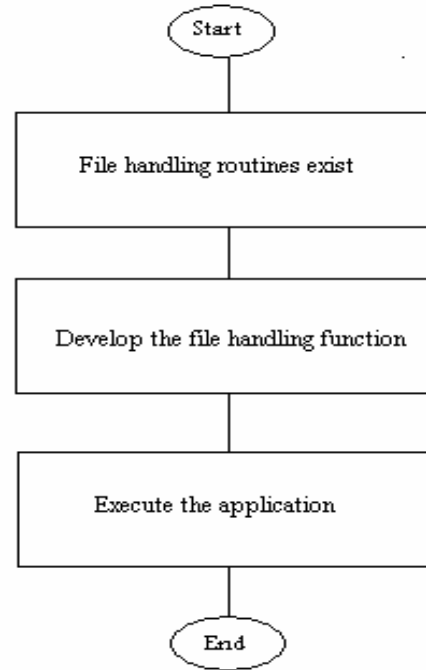 Start
File handling routines exist
Develop the file handling function
Execute the application
End